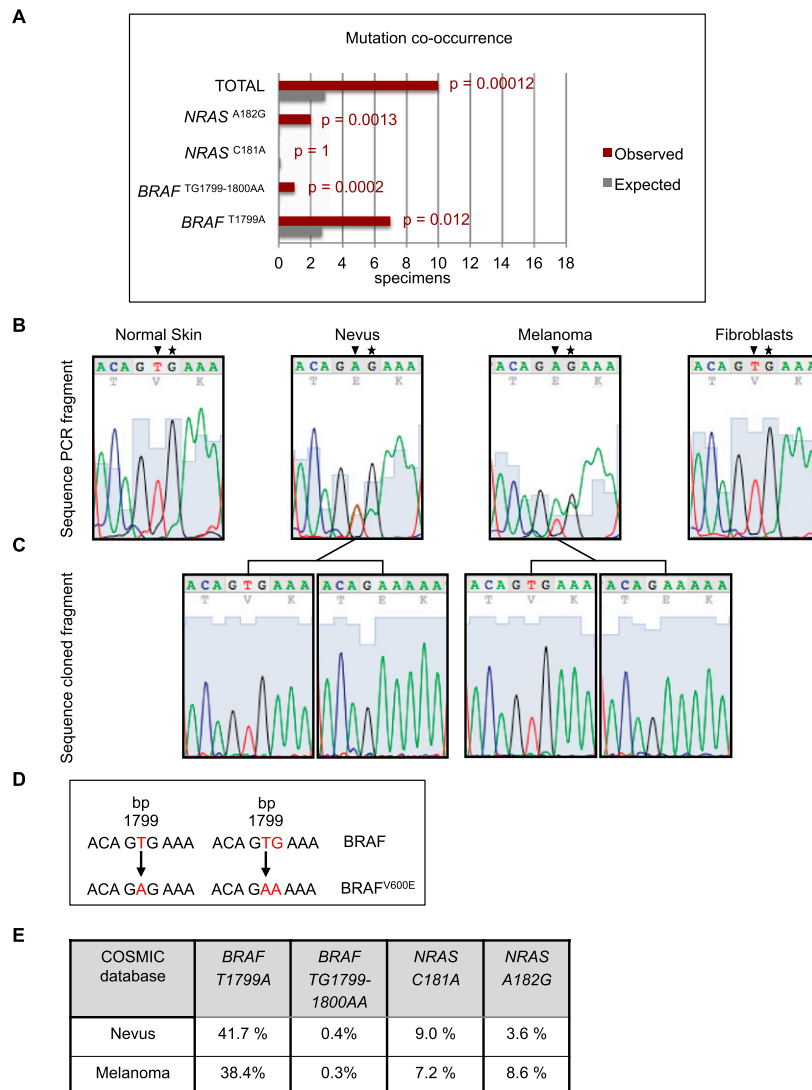 A
Mutation co-occurrence
TOTAL
p = 0.00012
NRAS A182G
p = 0.0013
NRAS C181A
p = 1
BRAF TG1799-1800AA
p = 0.0002
BRAF T1799A
p = 0.012
Observed
Expected
0 2 4 6 8 10 12 14 16 18
specimens
B
Normal Skin
Nevus
Melanoma
Fibroblasts
Sequence PCR fragment
ACAGTGAAA
T V K
ACAGAGAAA
T E K
ACAGAGAAA
T E K
ACAGTGAAA
T V K
C
Sequence cloned fragment
ACAGTGAAA
T V K
ACAGAAAAA
T E K
ACAGTGAAA
T V K
ACAGAAAAA
T E K
D
bp
1799
bp
1799
ACA GTG AAA
ACA GTG AAA
BRAF
ACA GAG AAA
ACA GAA AAA
BRAFV600E
E
COSMIC
database
BRAF
T1799A
BRAF
TG1799-
1800AA
NRAS
C181A
NRAS
A182G
Nevus 41.7 % 0.4% 9.0 % 3.6 %
Melanoma 38.4% 0.3% 7.2 % 8.6 %